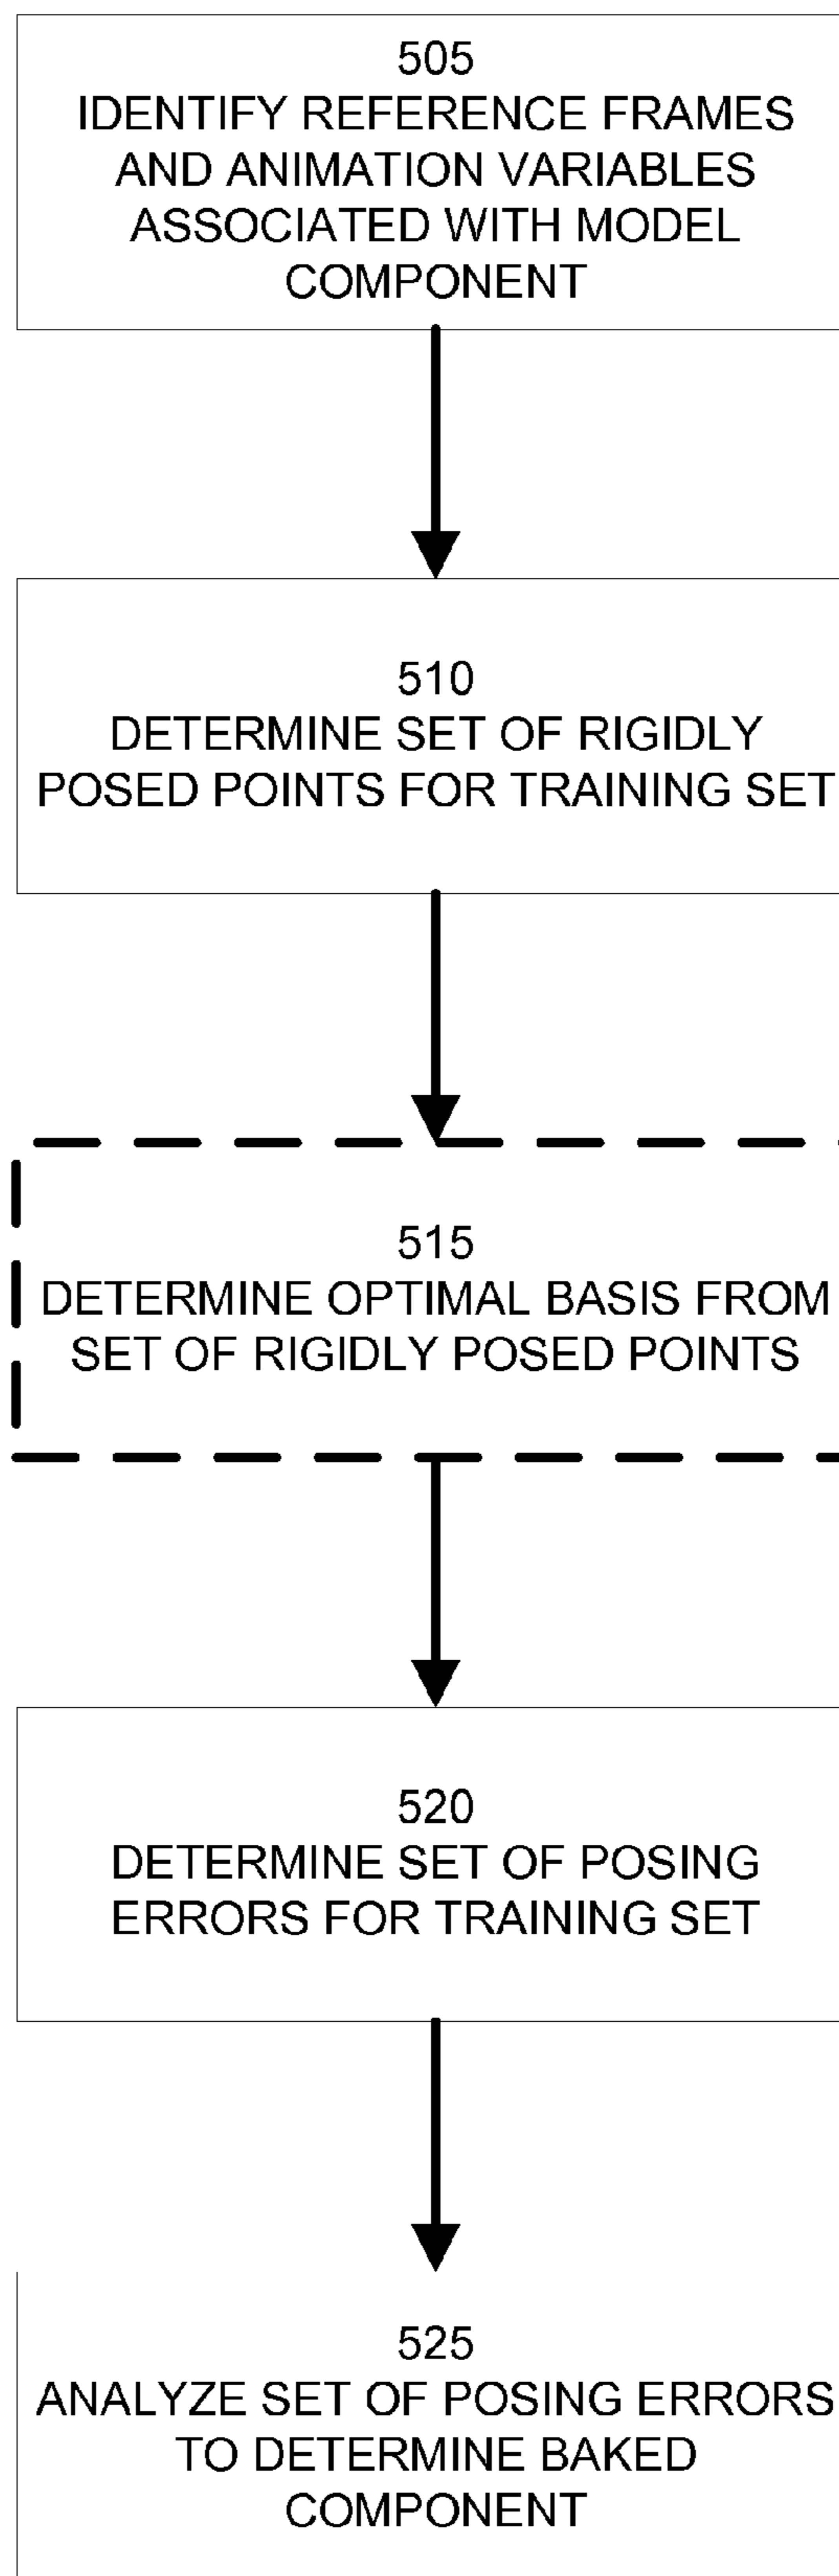 505
IDENTIFY REFERENCE FRAMES
AND ANIMATION VARIABLES
ASSOCIATED WITH MODEL
COMPONENT
510
DETERMINE SET OF RIGIDLY
POSED POINTS FOR TRAINING SET
515
DETERMINE OPTIMAL BASIS FROM
SET OF RIGIDLY POSED POINTS
520
DETERMINE SET OF POSING
ERRORS FOR TRAINING SET
525
ANALYZE SET OF POSING ERRORS
TO DETERMINE BAKED
COMPONENT